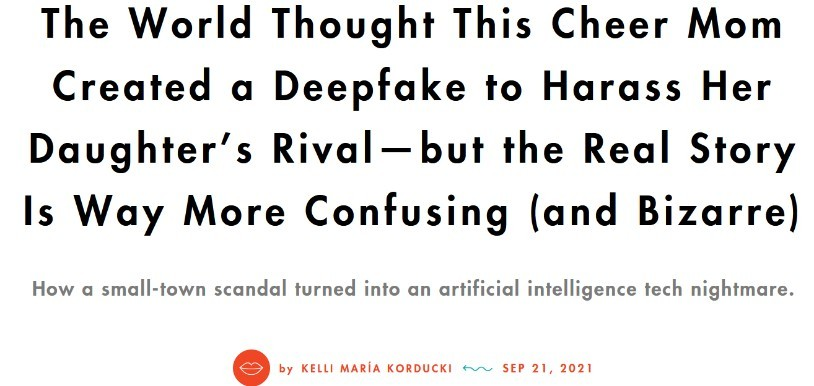 The World Thought This Cheer Mom
Created a Deepfake to Harass Her
Daughter’s Rival—but the Real Story
Is Way More Confusing (and Bizarre)
How a small-town scandal turned into an artificial intelligence tech nightmare.
by KELLI MARÍA KORDUCKI SEP 21, 2021